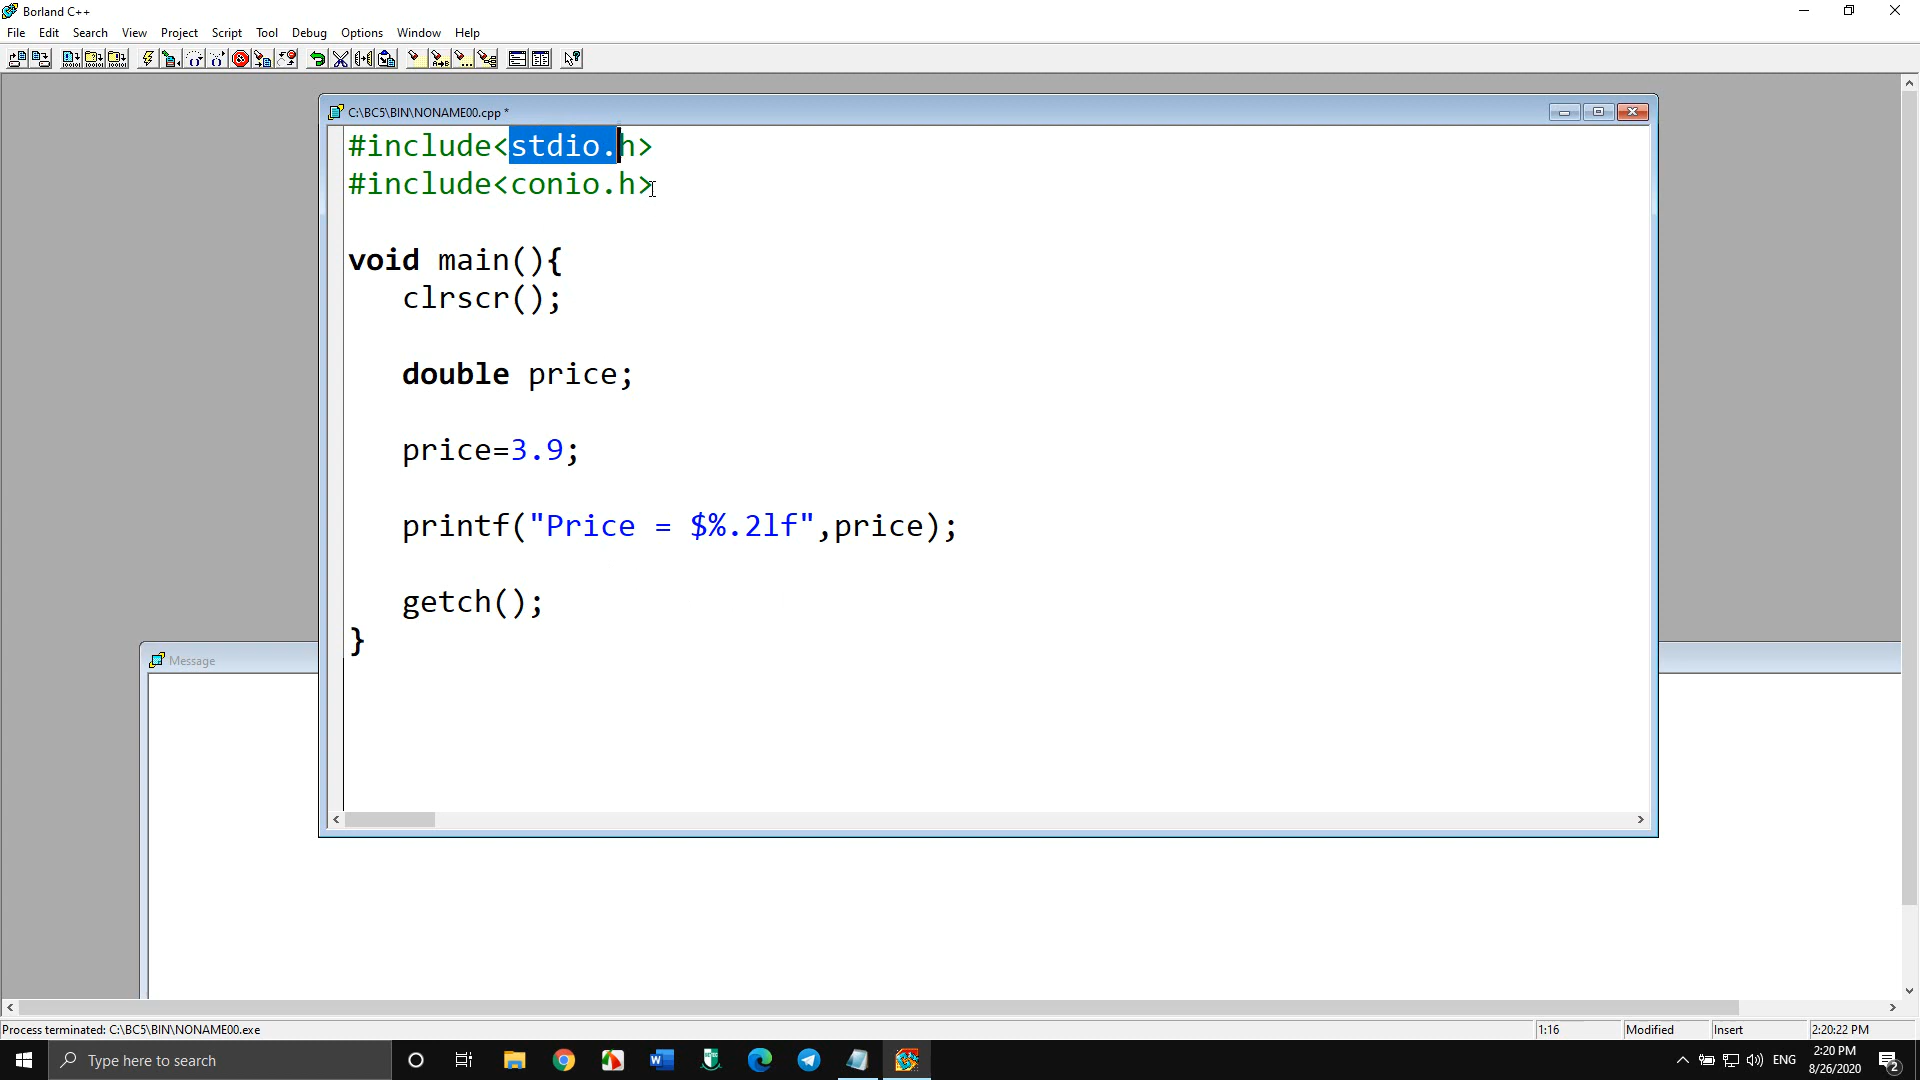 Borland C++
File Edit Search View Project Script Tool Debug Options Window Help
C:\BC5\BIN\NONAME00.cpp *
#include<stdio.h>
#include<conio.h>
void main(){
clrscr();
double price;
price=3.9;
printf("Price = $%.2lf",price);
getch();
}
Message
Process terminated: C:\BC5\BIN\NONAME00.exe 1:16 Modified Insert 2:20:22 PM
Type here to search
ENG
2:20 PM
8/26/2020
2